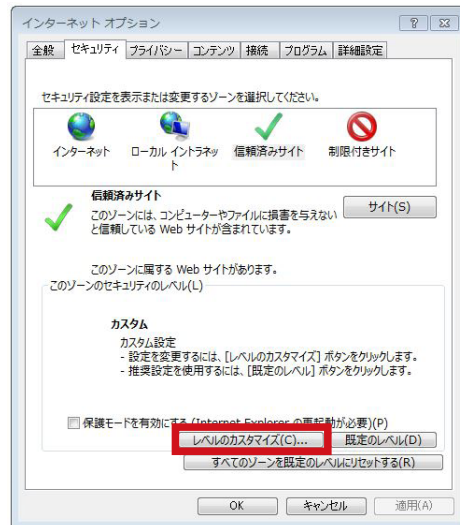 インターネット オプション
全般 セキュリティ プライバシー コンテンツ 接続 プログラム 詳細設定
セキュリティ設定を表示または変更するゾーンを選択してください。
インターネット ローカル イントラネッ 信頼済みサイト 制限付きサイト
ト
信頼済みサイト
サイト(S)
このゾーンには、コンピューターやファイルに損害を与えない
と信頼している Web サイトが含まれています。
このゾーンに属する Web サイトがあります。
このゾーンのセキュリティのレベル(L)
カスタム
カスタム設定
- 設定を変更するには、[レベルのカスタマイズ] ボタンをクリックします。
- 推奨設定を使用するには、[既定のレベル] ボタンをクリックします。
保護モードを有効にする (Internet Explorer の再起動が必要)(P)
レベルのカスタマイズ(C)... 既定のレベル(D)
すべてのゾーンを既定のレベルにリセットする(R)
OK キャンセル 適用(A)